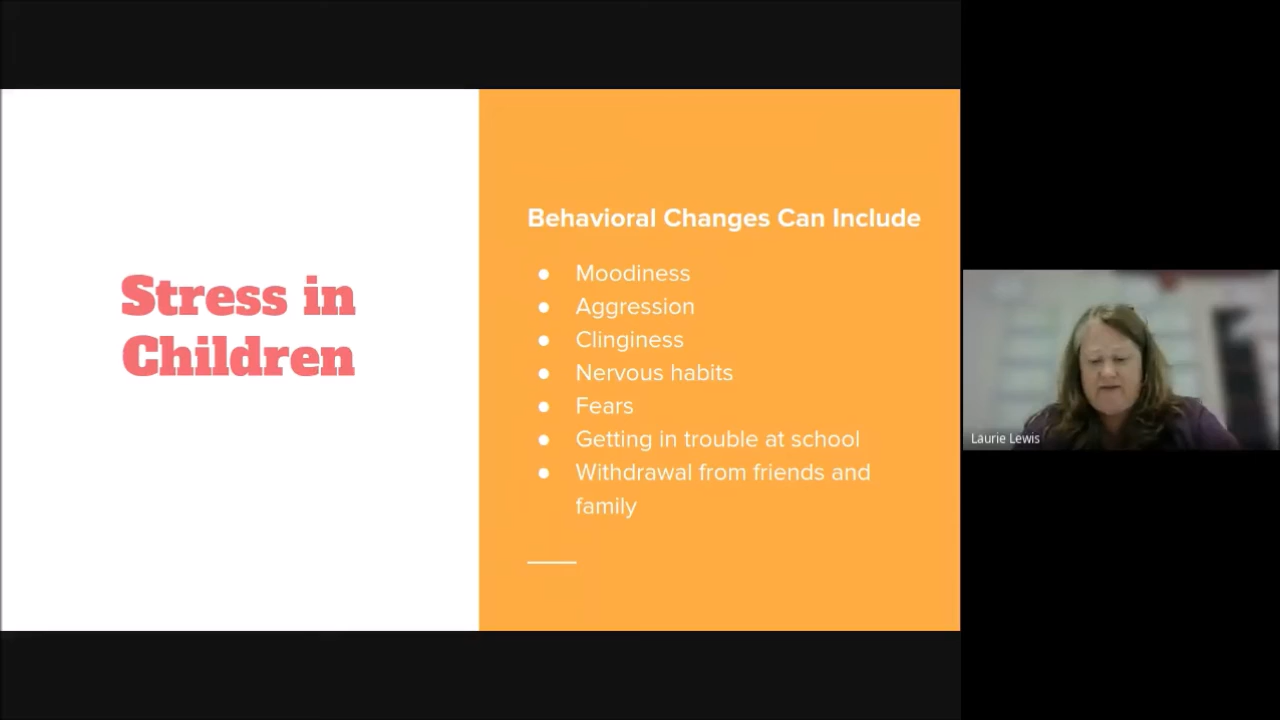 Stress in
Children
Behavioral Changes Can Include
● Moodiness
● Aggression
● Clinginess
● Nervous habits
● Fears
● Getting in trouble at school
● Withdrawal from friends and
family
Laurie Lewis